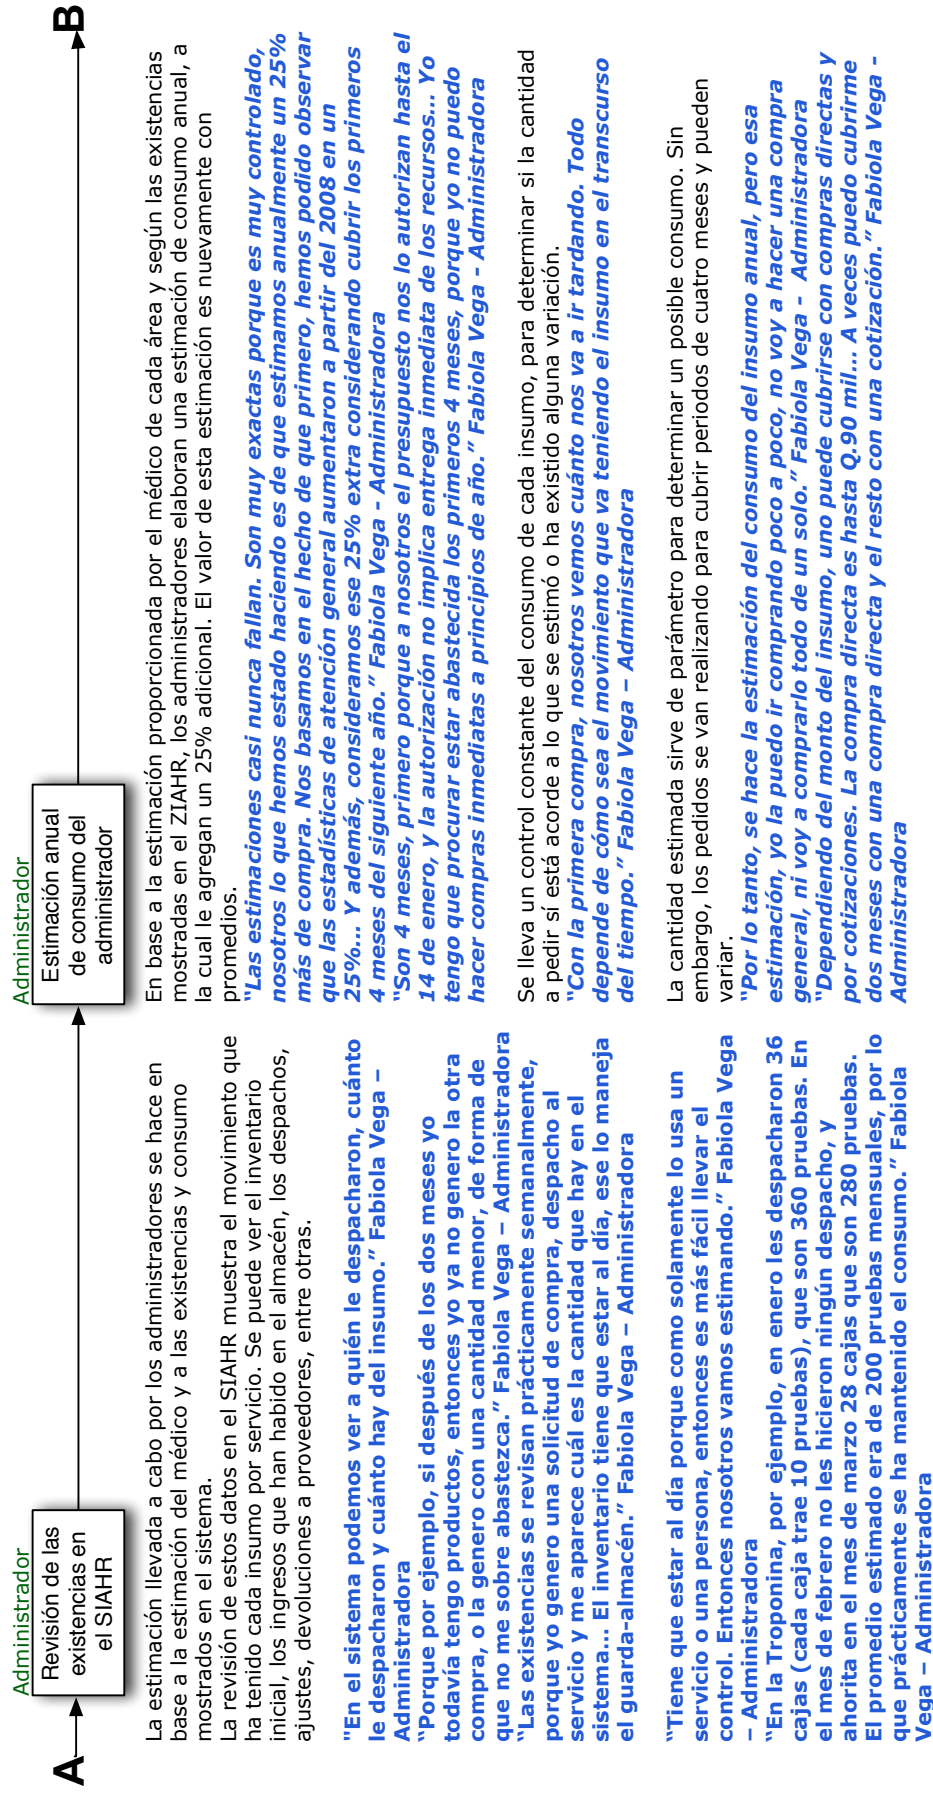 A
Administrador
Revisión de las
existencias en
el SIAHR
La estimación llevada a cabo por los administradores se hace en
base a la estimación del médico y a las existencias y consumo
mostrados en el sistema.
La revisión de estos datos en el SIAHR muestra el movimiento que
ha tenido cada insumo por servicio. Se puede ver el inventario
inicial, los ingresos que han habido en el almacén, los despachos,
ajustes, devoluciones a proveedores, entre otras.
"En el sistema podemos ver a quién le despacharon, cuánto
le despacharon y cuánto hay del insumo.” Fabiola Vega –
Administradora
“Porque por ejemplo, si después de los dos meses yo
todavía tengo productos, entonces yo ya no genero la otra
compra, o la genero con una cantidad menor, de forma de
que no me sobre abastezca.” Fabiola Vega – Administradora
“Las existencias se revisan prácticamente semanalmente,
porque yo genero una solicitud de compra, despacho al
servicio y me aparece cuál es la cantidad que hay en el
sistema... El inventario tiene que estar al día, ese lo maneja
el guarda-almacén.” Fabiola Vega – Administradora
“Tiene que estar al día porque como solamente lo usa un
servicio o una persona, entonces es más fácil llevar el
control. Entonces nosotros vamos estimando.” Fabiola Vega
– Administradora
“En la Troponina, por ejemplo, en enero les despacharon 36
cajas (cada caja trae 10 pruebas), que son 360 pruebas. En
el mes de febrero no les hicieron ningún despacho, y
ahorita en el mes de marzo 28 cajas que son 280 pruebas.
El promedio estimado era de 200 pruebas mensuales, por lo
que prácticamente se ha mantenido el consumo.” Fabiola
Vega – Administradora
Administrador
Estimación anual
de consumo del
administrador
B
En base a la estimación proporcionada por el médico de cada área y según las existencias
mostradas en el ZIAHR, los administradores elaboran una estimación de consumo anual, a
la cual le agregan un 25% adicional. El valor de esta estimación es nuevamente con
promedios.
“Las estimaciones casi nunca fallan. Son muy exactas porque es muy controlado,
nosotros lo que hemos estado haciendo es de que estimamos anualmente un 25%
más de compra. Nos basamos en el hecho de que primero, hemos podido observar
que las estadísticas de atención general aumentaron a partir del 2008 en un
25%... Y además, consideramos ese 25% extra considerando cubrir los primeros
4 meses del siguiente año.” Fabiola Vega - Administradora
“Son 4 meses, primero porque a nosotros el presupuesto nos lo autorizan hasta el
14 de enero, y la autorización no implica entrega inmediata de los recursos... Yo
tengo que procurar estar abastecida los primeros 4 meses, porque yo no puedo
hacer compras inmediatas a principios de año.” Fabiola Vega - Administradora
Se lleva un control constante del consumo de cada insumo, para determinar si la cantidad
a pedir sí está acorde a lo que se estimó o ha existido alguna variación.
“Con la primera compra, nosotros vemos cuánto nos va a ir tardando. Todo
depende de cómo sea el movimiento que va teniendo el insumo en el transcurso
del tiempo.” Fabiola Vega – Administradora
La cantidad estimada sirve de parámetro para determinar un posible consumo. Sin
embargo, los pedidos se van realizando para cubrir periodos de cuatro meses y pueden
variar.
“Por lo tanto, se hace la estimación del consumo del insumo anual, pero esa
estimación, yo la puedo ir comprando poco a poco, no voy a hacer una compra
general, ni voy a comprarlo todo de un solo.” Fabiola Vega - Administradora
“Dependiendo del monto del insumo, uno puede cubrirse con compras directas y
por cotizaciones. La compra directa es hasta Q.90 mil... A veces puedo cubrirme
dos meses con una compra directa y el resto con una cotización.” Fabiola Vega -
Administradora